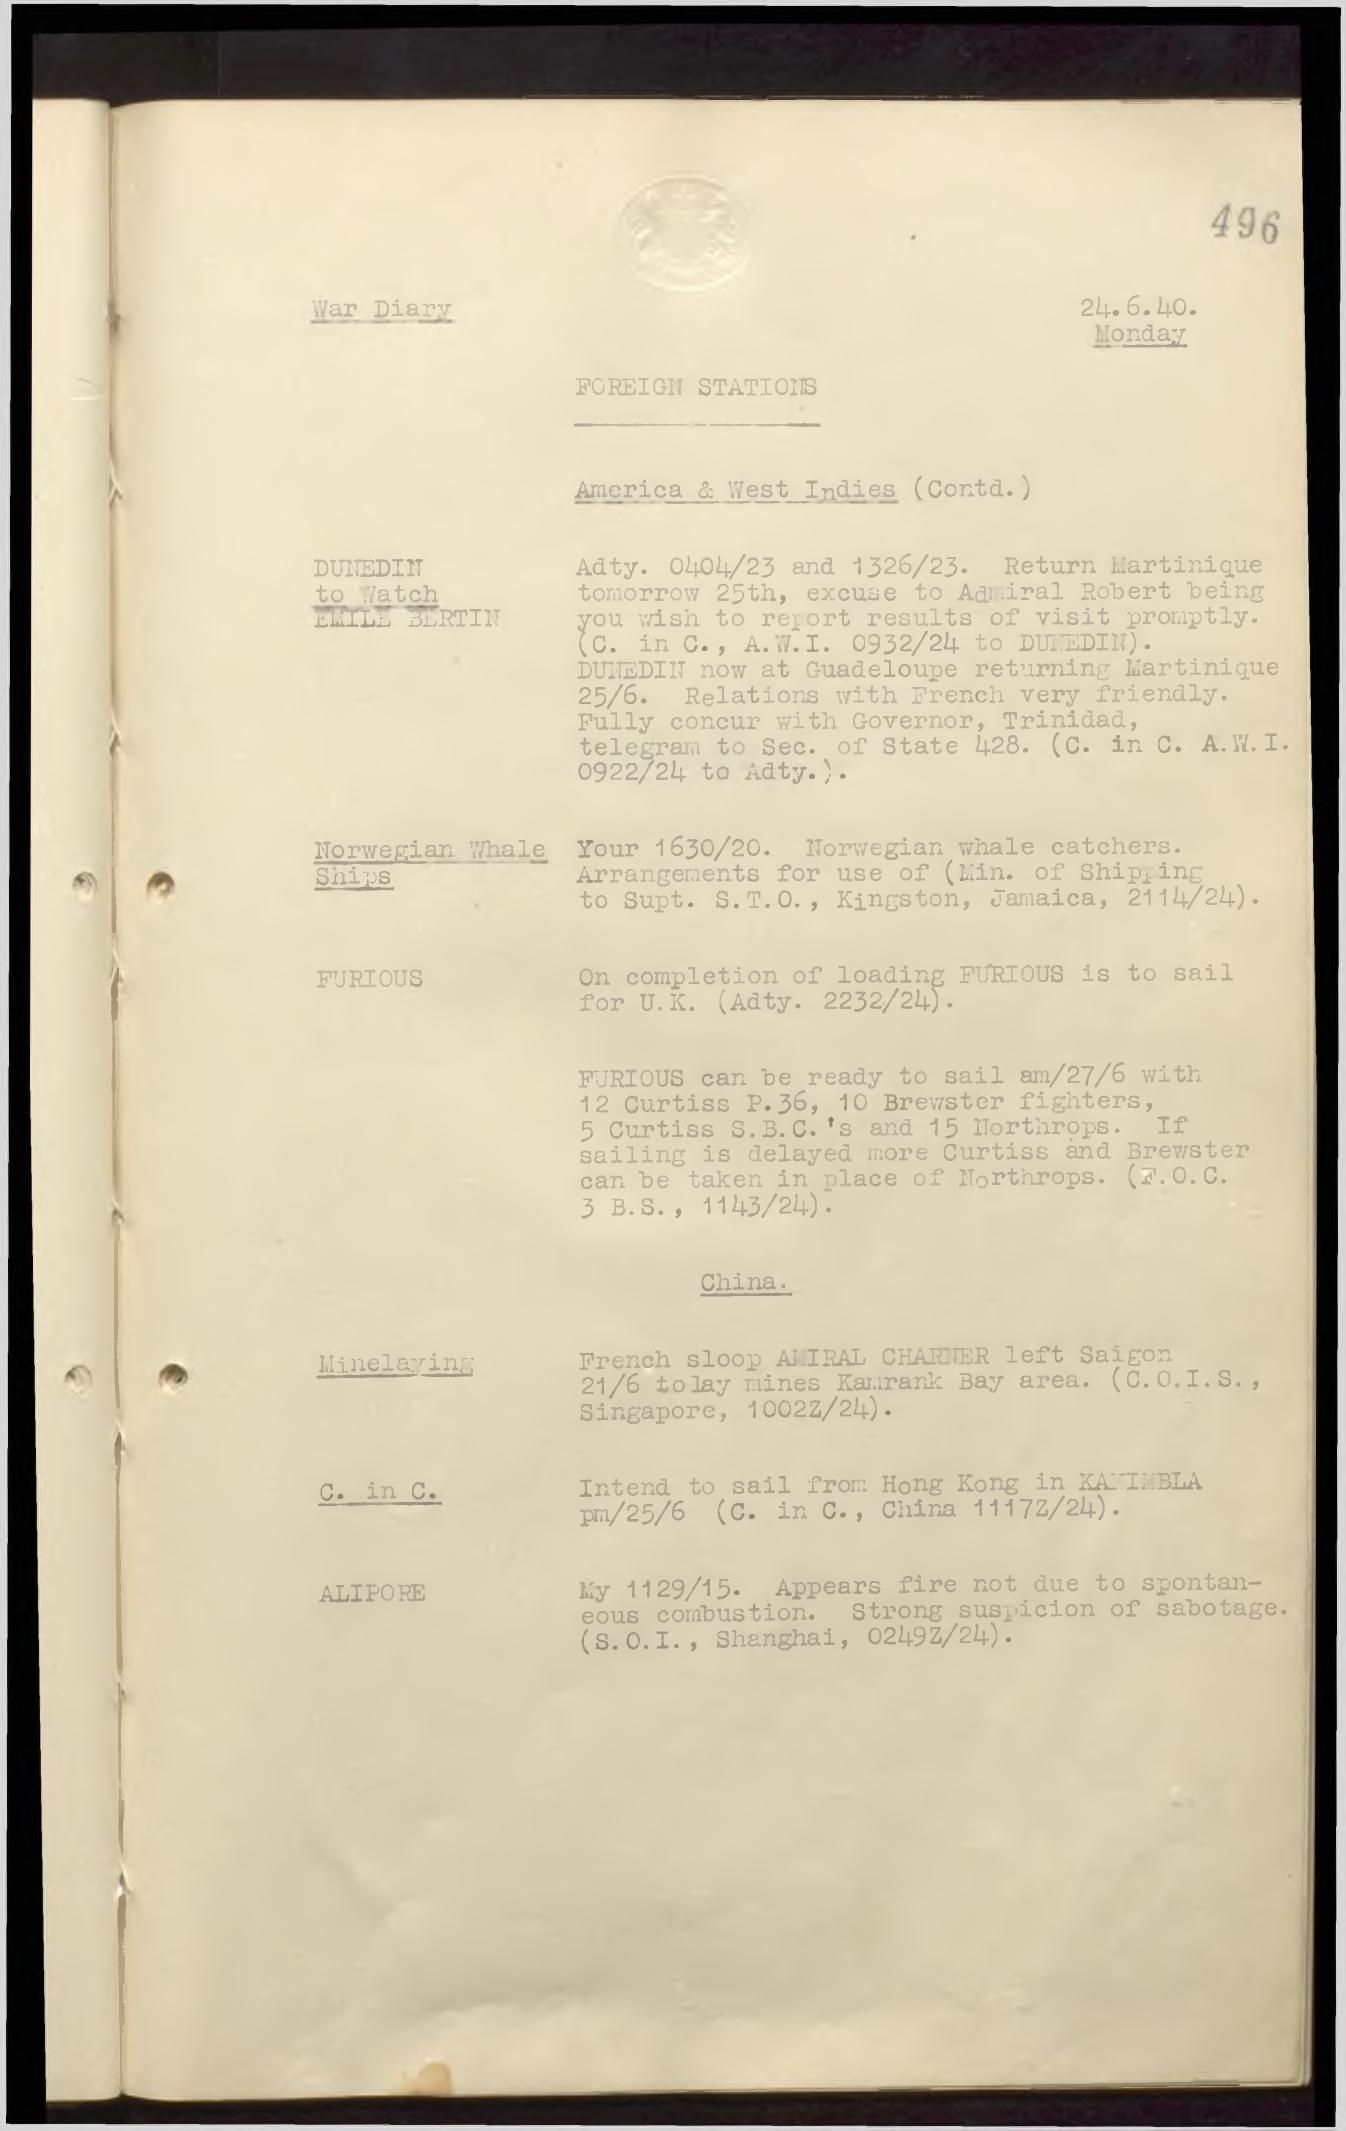 496
War Diary
24.6.40.
Monday
FOREIGN STATIONS
America & West Indies (Contd.)
DUNEDIN
to Watch
EMILE BERTIN
Adty. 0404/23 and 1326/23. Return Martinique
tomorrow 25th, excuse to Admiral Robert being
you wish to report results of visit promptly.
(C. in C., A.W.I. 0932/24 to DUNEDIN).
DUNEDIN now at Guadeloupe returning Martinique
25/6. Relations with French very friendly.
Fully concur with Governor, Trinidad,
telegram to Sec. of State 428. (C. in C. A.W.I.
0922/24 to Adty.).
Norwegian Whale
Ships
Your 1630/20. Norwegian whale catchers.
Arrangements for use of (Min. of Shipping
to Supt. S.T.O., Kingston, Jamaica, 2114/24).
FURIOUS
On completion of loading FURIOUS is to sail
for U.K. (Adty. 2232/24).
FURIOUS can be ready to sail am/27/6 with
12 Curtiss P.36, 10 Brewster fighters,
5 Curtiss S.B.C.'s and 15 Northrops. If
sailing is delayed more Curtiss and Brewster
can be taken in place of Northrops. (F.O.C.
3 B.S., 1143/24).
China.
Minelaying
French sloop AMIRAL CHARNER left Saigon
21/6 to lay mines Kamrank Bay area. (C.O.I.S.,
Singapore, 1002Z/24).
C. in C.
Intend to sail from Hong Kong in KANIMBLA
pm/25/6 (C. in C., China 1117Z/24).
ALIPORE
My 1129/15. Appears fire not due to spontan-
eous combustion. Strong suspicion of sabotage.
(S.O.I., Shanghai, 0249Z/24).